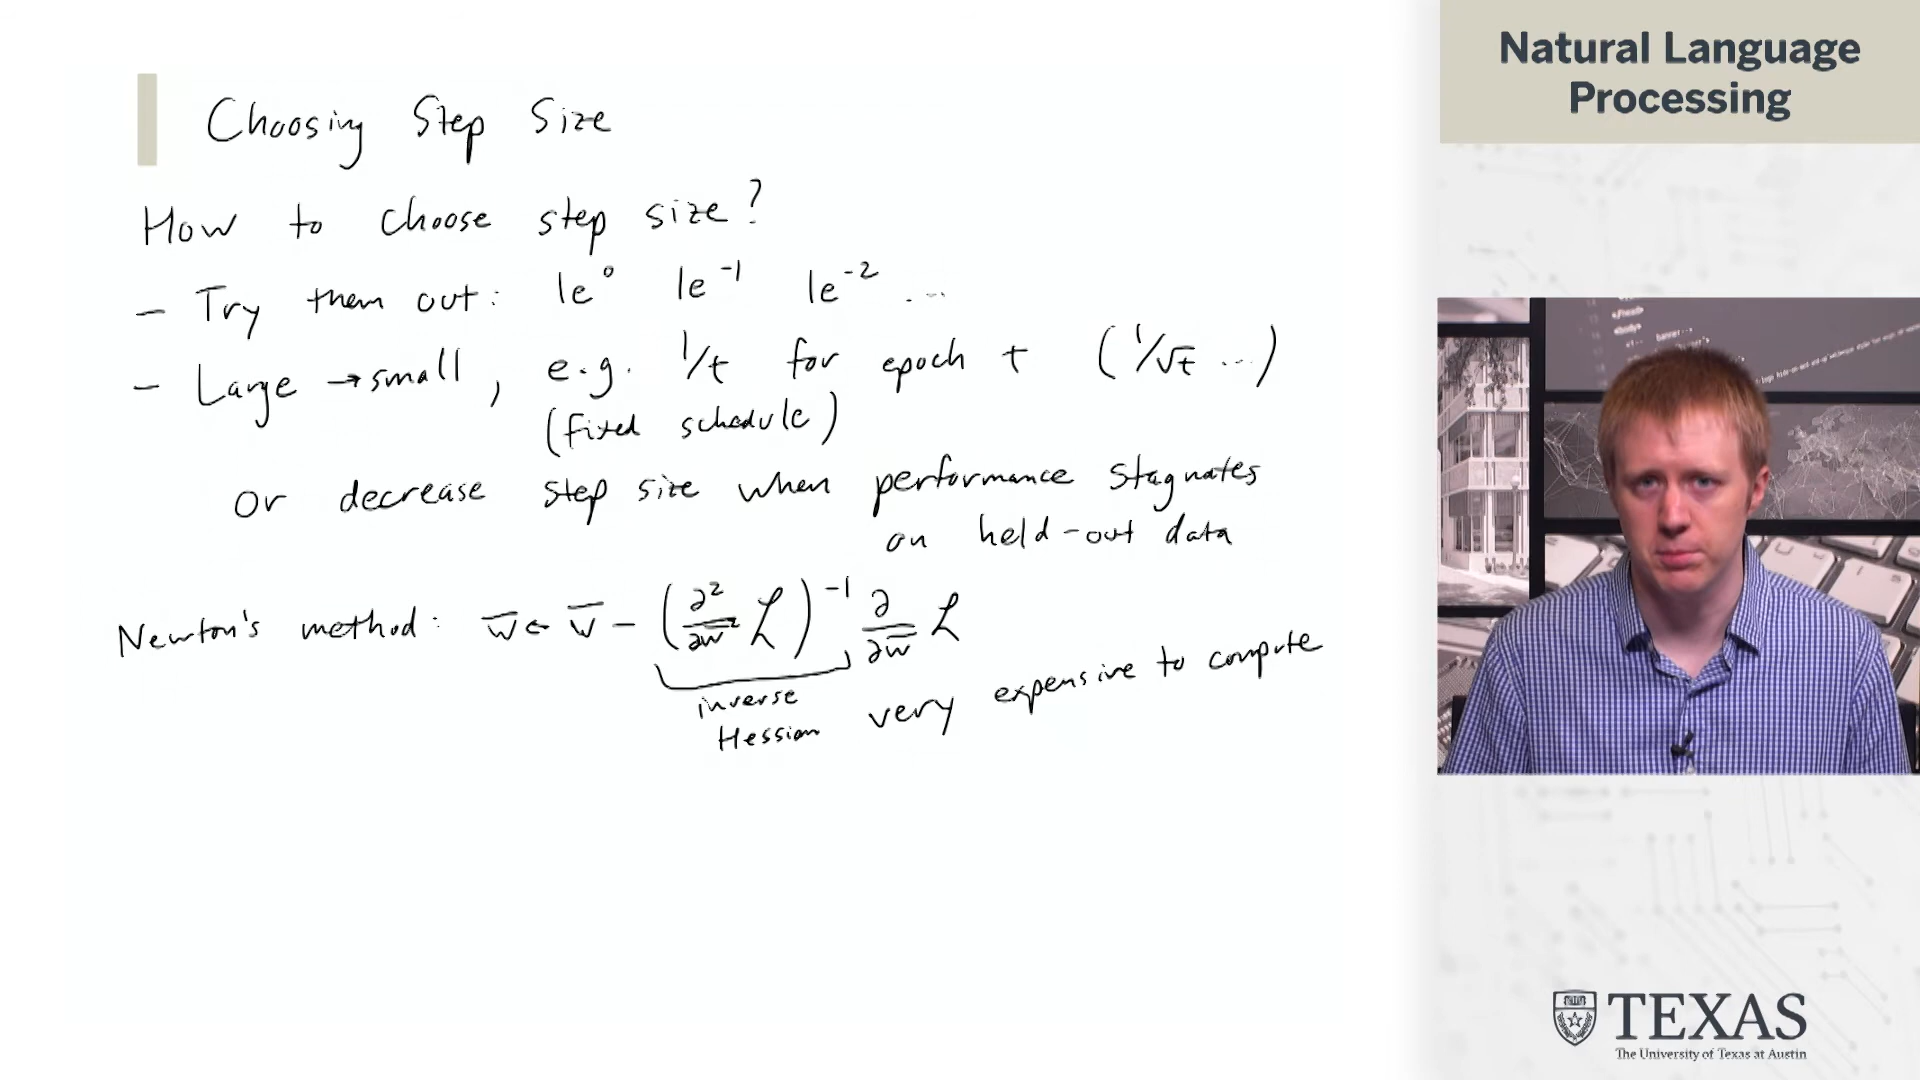 Choosing Step Size
How to choose step size?
- Try them out: 1e⁰ 1e⁻¹ 1e⁻² ...
- Large → small, e.g. 1/t for epoch t (1/√t ...)
(fixed schedule)
or decrease step size when performance stagnates
on held-out data
Newton's method: w̄ ← w̄ - (∂²/∂w̄² ℒ)⁻¹ ∂/∂w̄ ℒ
inverse
Hessian very expensive to compute
Natural Language
Processing
TEXAS
The University of Texas at Austin